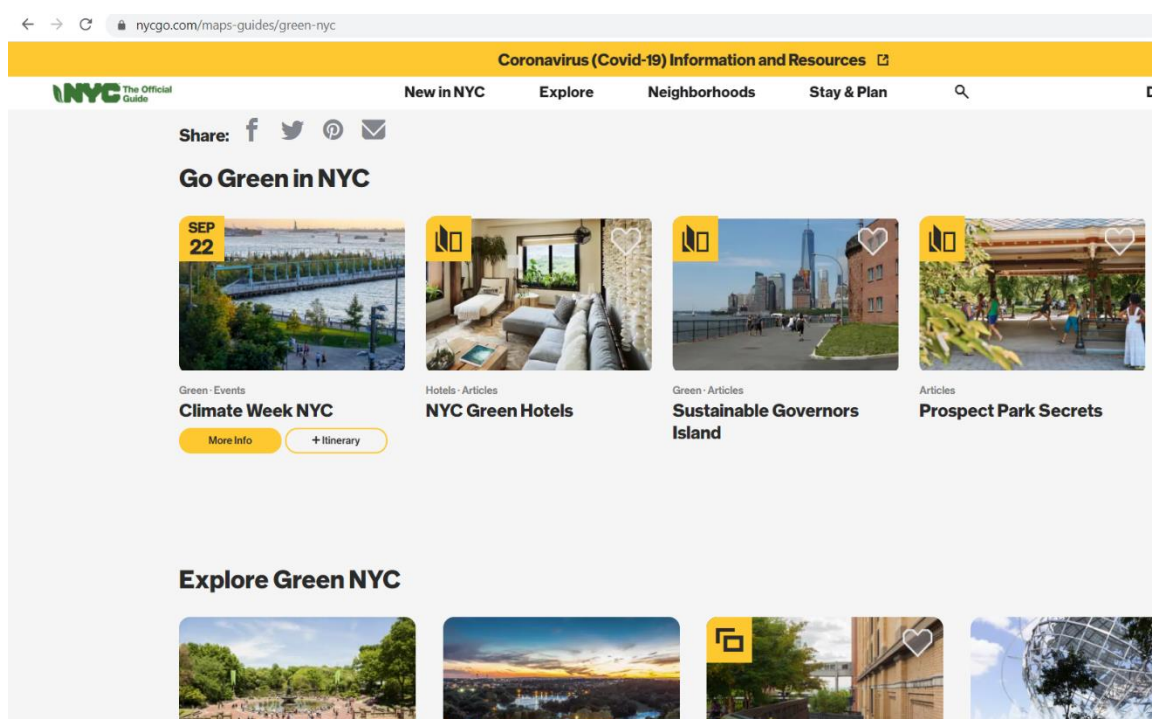 nycgo.com/maps-guides/green-nyc
Coronavirus (Covid-19) Information and Resources
NYC The Official
Guide
New in NYC Explore Neighborhoods Stay & Plan
Share:
Go Green in NYC
SEP
22
Green · Events
Climate Week NYC
More Info + Itinerary
Hotels · Articles
NYC Green Hotels
Green · Articles
Sustainable Governors
Island
Articles
Prospect Park Secrets
Explore Green NYC